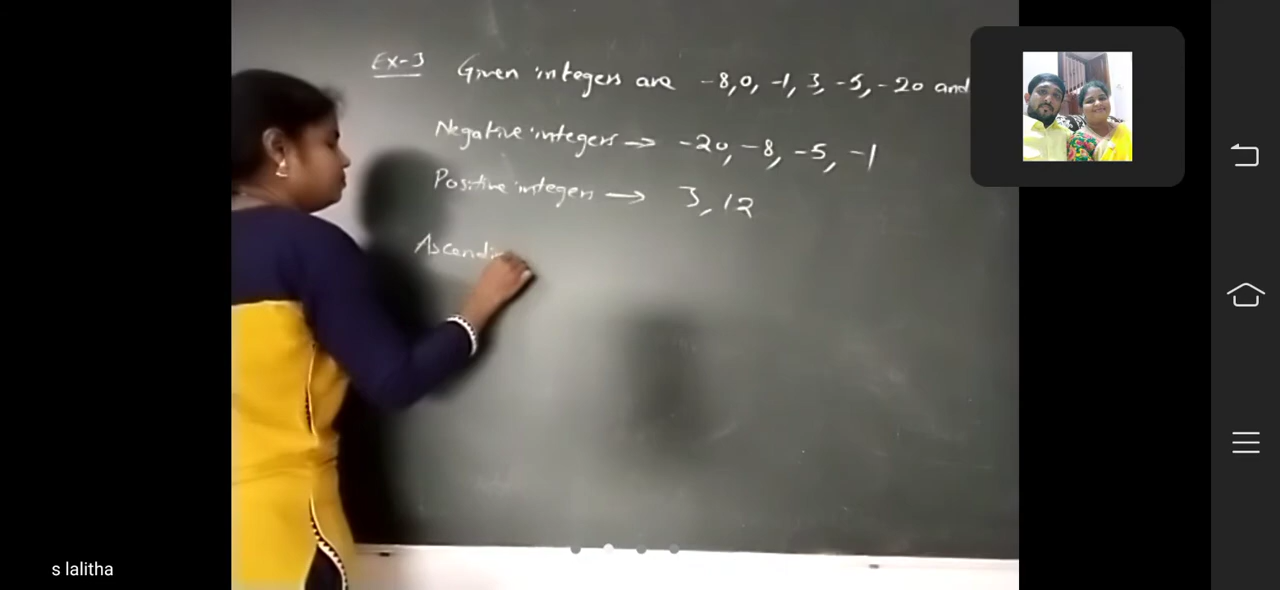 Ex-3 Given integers are -8, 0, -1, 3, -5, -20 and
Negative integers → -20, -8, -5, -1
Positive integers → 3, 12
Ascendi
s lalitha